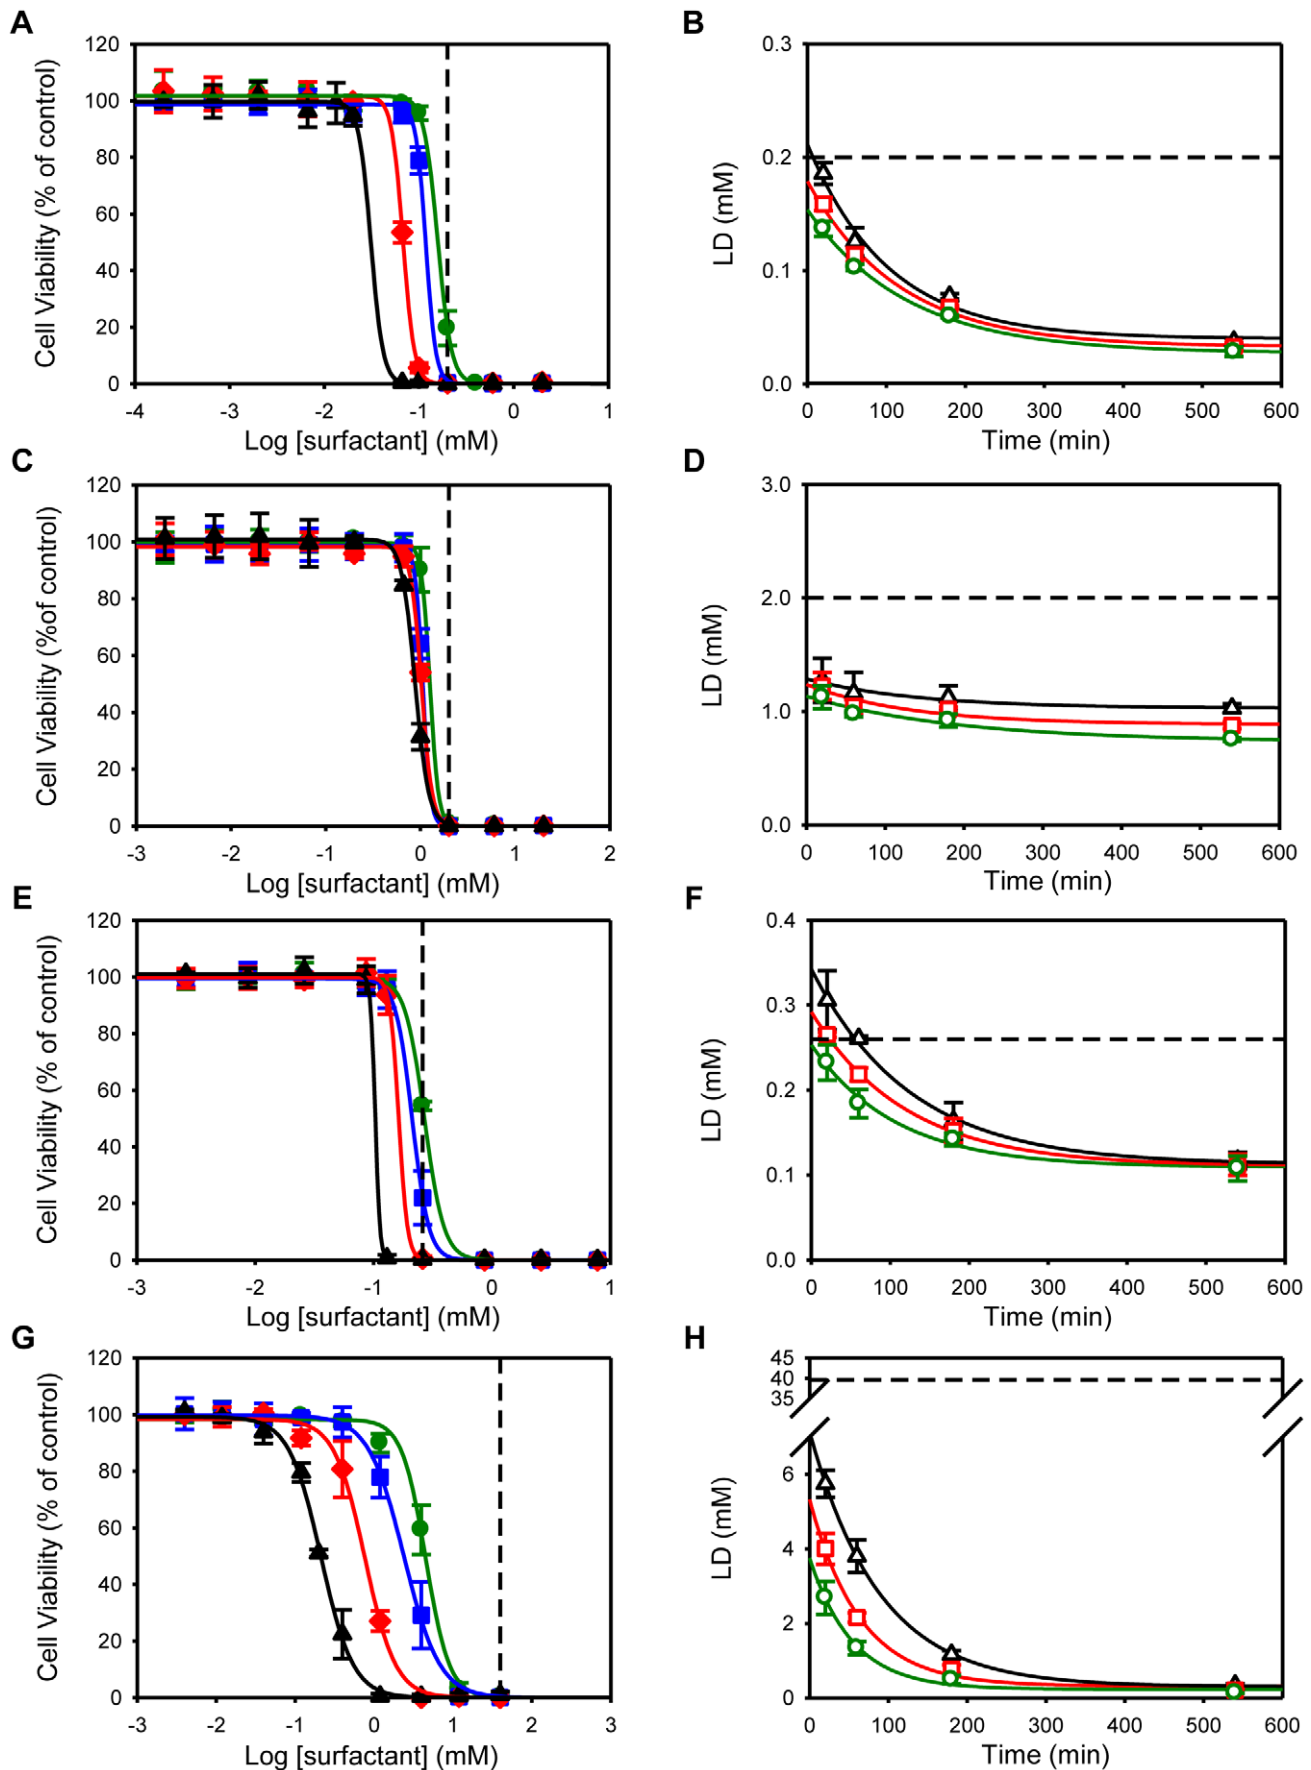 A
B
120
100
80
60
40
20
0
Cell Viability (% of control)
-4 -3 -2 -1 0 1
Log [surfactant] (mM)
0.3
0.2
0.1
0.0
LD (mM)
0 100 200 300 400 500 600
Time (min)
C
D
120
100
80
60
40
20
0
Cell Viability (%of control)
-3 -2 -1 0 1 2
Log [surfactant] (mM)
3.0
2.0
1.0
0.0
LD (mM)
0 100 200 300 400 500 600
Time (min)
E
F
120
100
80
60
40
20
0
Cell Viability (% of control)
-3 -2 -1 0 1
Log [surfactant] (mM)
0.4
0.3
0.2
0.1
0.0
LD (mM)
0 100 200 300 400 500 600
Time (min)
G
H
120
100
80
60
40
20
0
Cell Viability (% of control)
-3 -2 -1 0 1 2 3
Log [surfactant] (mM)
45
40
35
6
4
2
0
LD (mM)
0 100 200 300 400 500 600
Time (min)